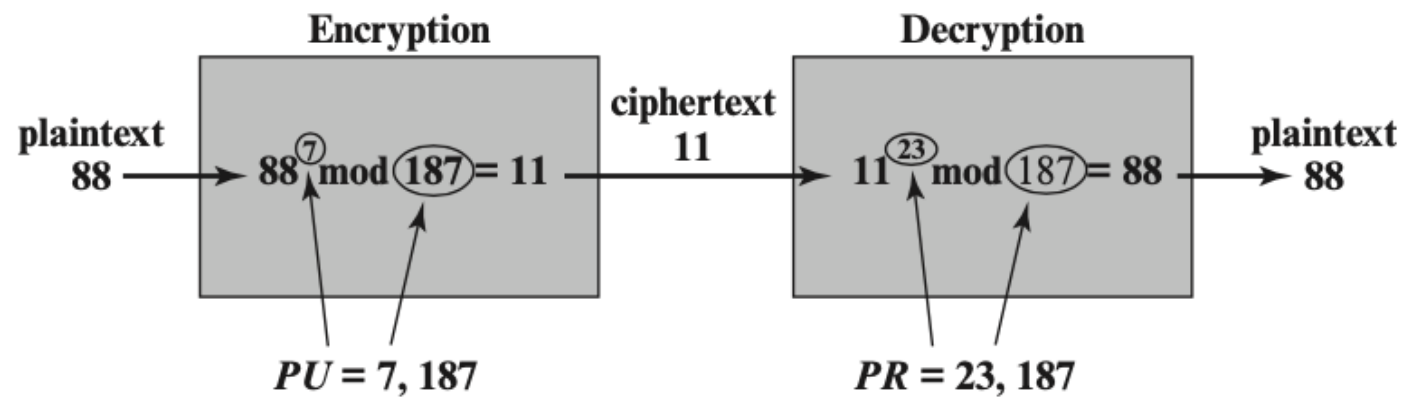 Encryption
Decryption
plaintext
88
88^7 mod 187 = 11
ciphertext
11
11^23 mod 187 = 88
plaintext
88
PU = 7, 187
PR = 23, 187